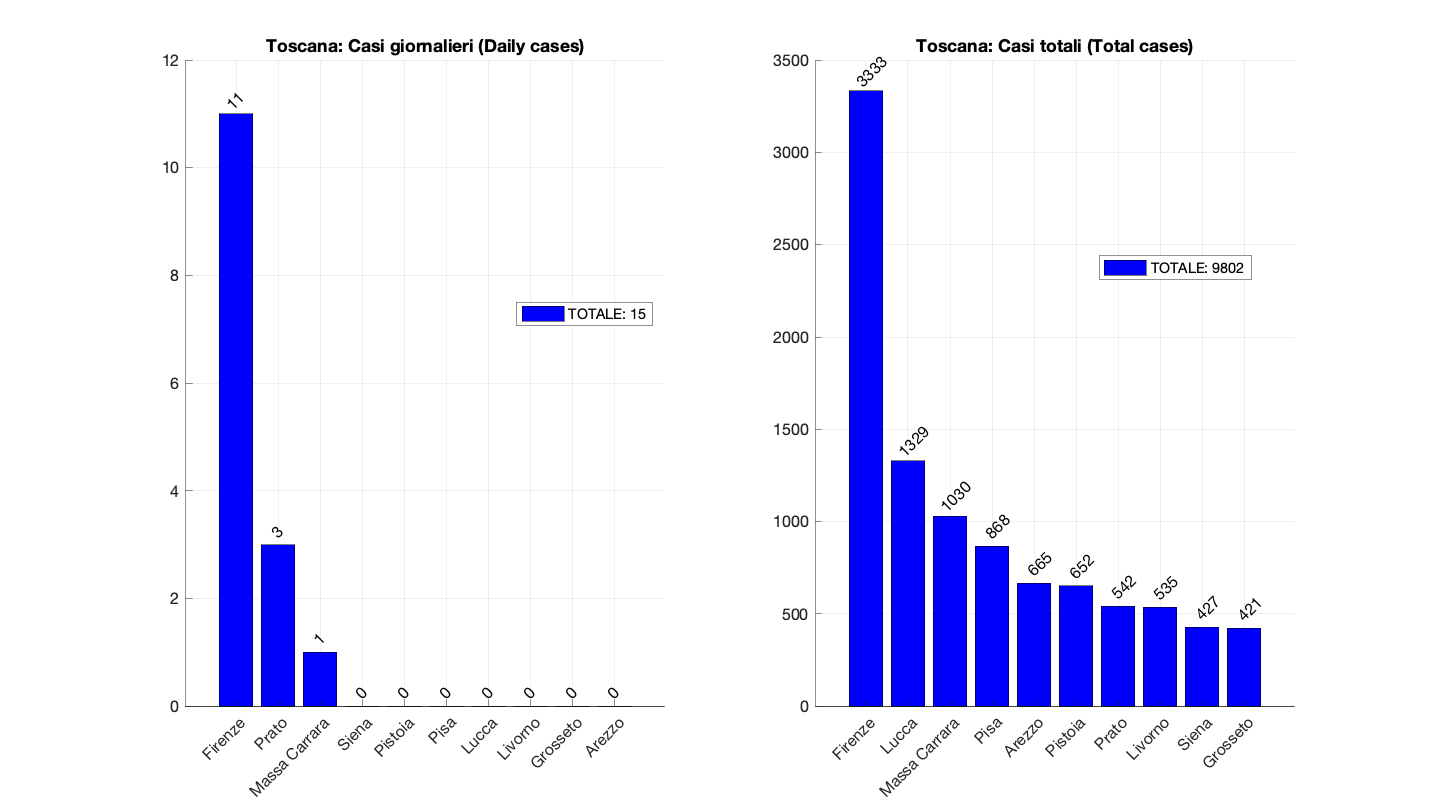 Toscana: Casi giornalieri (Daily cases)
12
10
8
6
4
2
0
11
3
1
0
0
0
0
0
0
0
TOTALE: 15
Firenze
Prato
Massa Carrara
Siena
Pistoia
Pisa
Lucca
Livorno
Grosseto
Arezzo
Toscana: Casi totali (Total cases)
3500
3000
2500
2000
1500
1000
500
0
3333
1329
1030
868
665
652
542
535
427
421
TOTALE: 9802
Firenze
Lucca
Massa Carrara
Pisa
Arezzo
Pistoia
Prato
Livorno
Siena
Grosseto